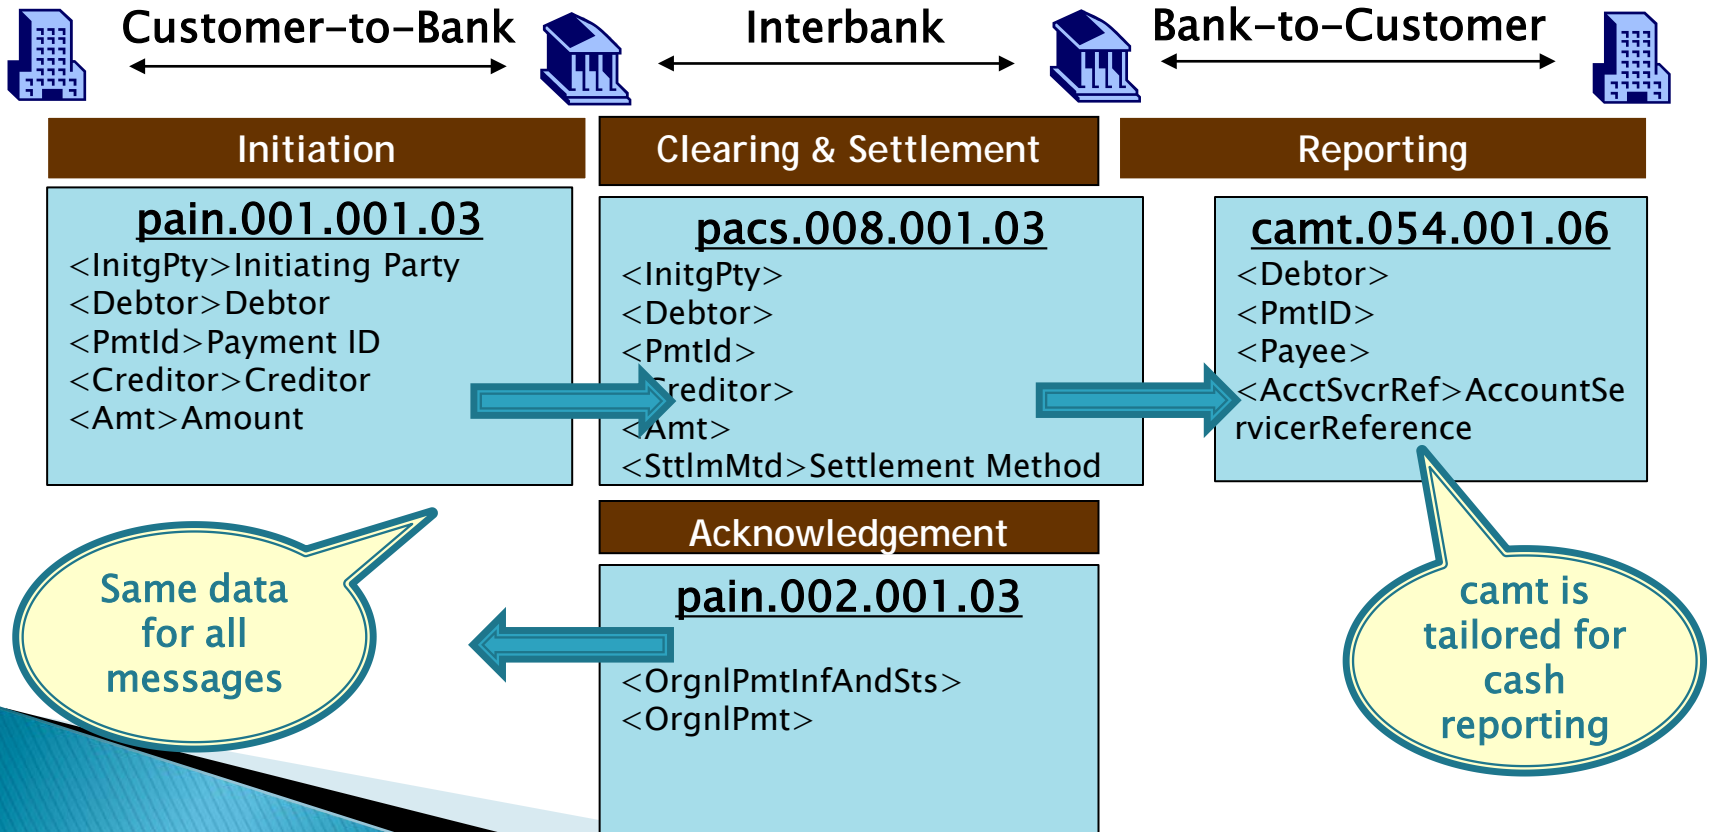 Customer-to-Bank
Interbank
Bank-to-Customer
Initiation
Clearing & Settlement
Reporting
pain.001.001.03
<InitgPty>Initiating Party
<Debtor>Debtor
<PmtId>Payment ID
<Creditor>Creditor
<Amt>Amount
pacs.008.001.03
<InitgPty>
<Debtor>
<PmtId>
<Creditor>
<Amt>
<SttlmMtd>Settlement Method
camt.054.001.06
<Debtor>
<PmtID>
<Payee>
<AcctSvcrRef>AccountSe
rvicerReference
Acknowledgement
pain.002.001.03
<OrgnlPmtInfAndSts>
<OrgnlPmt>
Same data
for all
messages
camt is
tailored for
cash
reporting